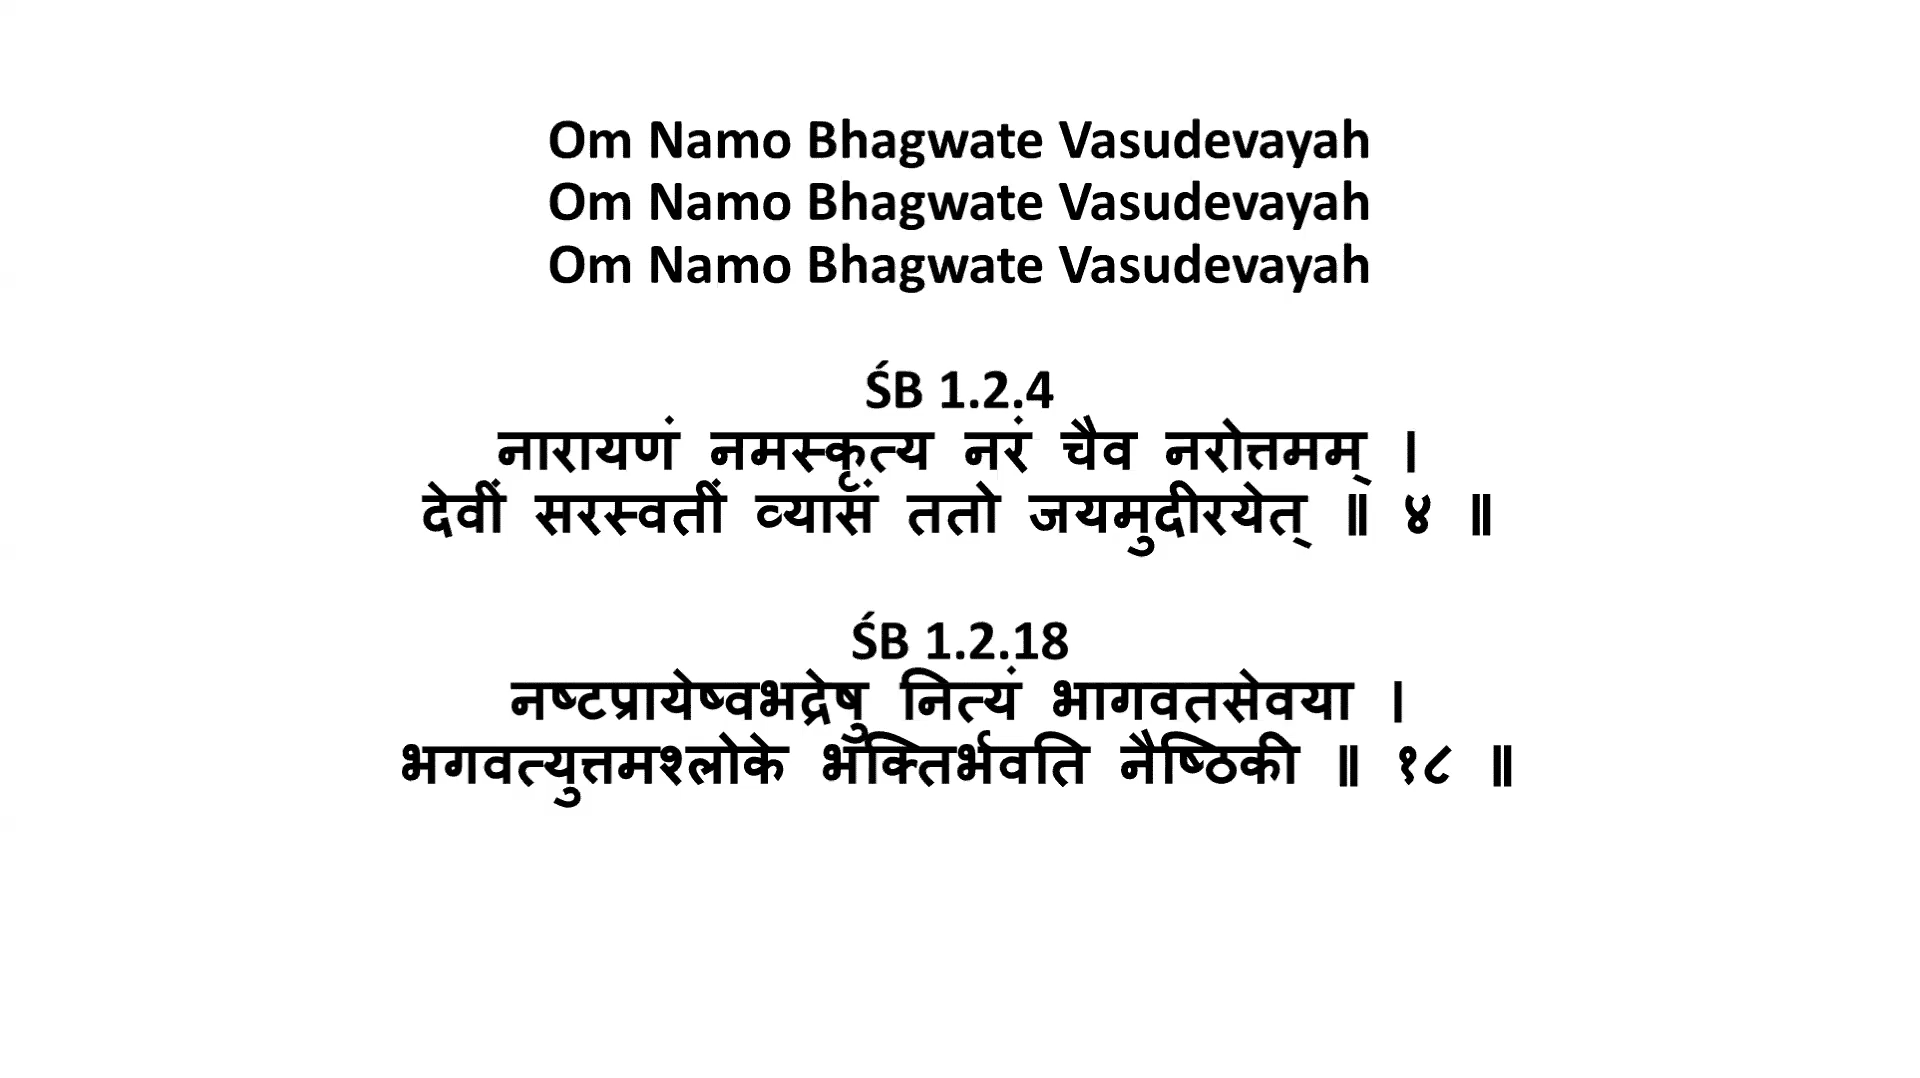 Om Namo Bhagwate Vasudevayah
Om Namo Bhagwate Vasudevayah
Om Namo Bhagwate Vasudevayah
ŚB 1.2.4
नारायणं नमस्कृत्य नरं चैव नरोत्तमम् ।
देवीं सरस्वतीं व्यासं ततो जयमुदीरयेत् ॥ ४ ॥
ŚB 1.2.18
नष्टप्रायेष्वभद्रेषु नित्यं भागवतसेवया ।
भगवत्युत्तमश्लोके भक्तिर्भवति नैष्ठिकी ॥ १८ ॥